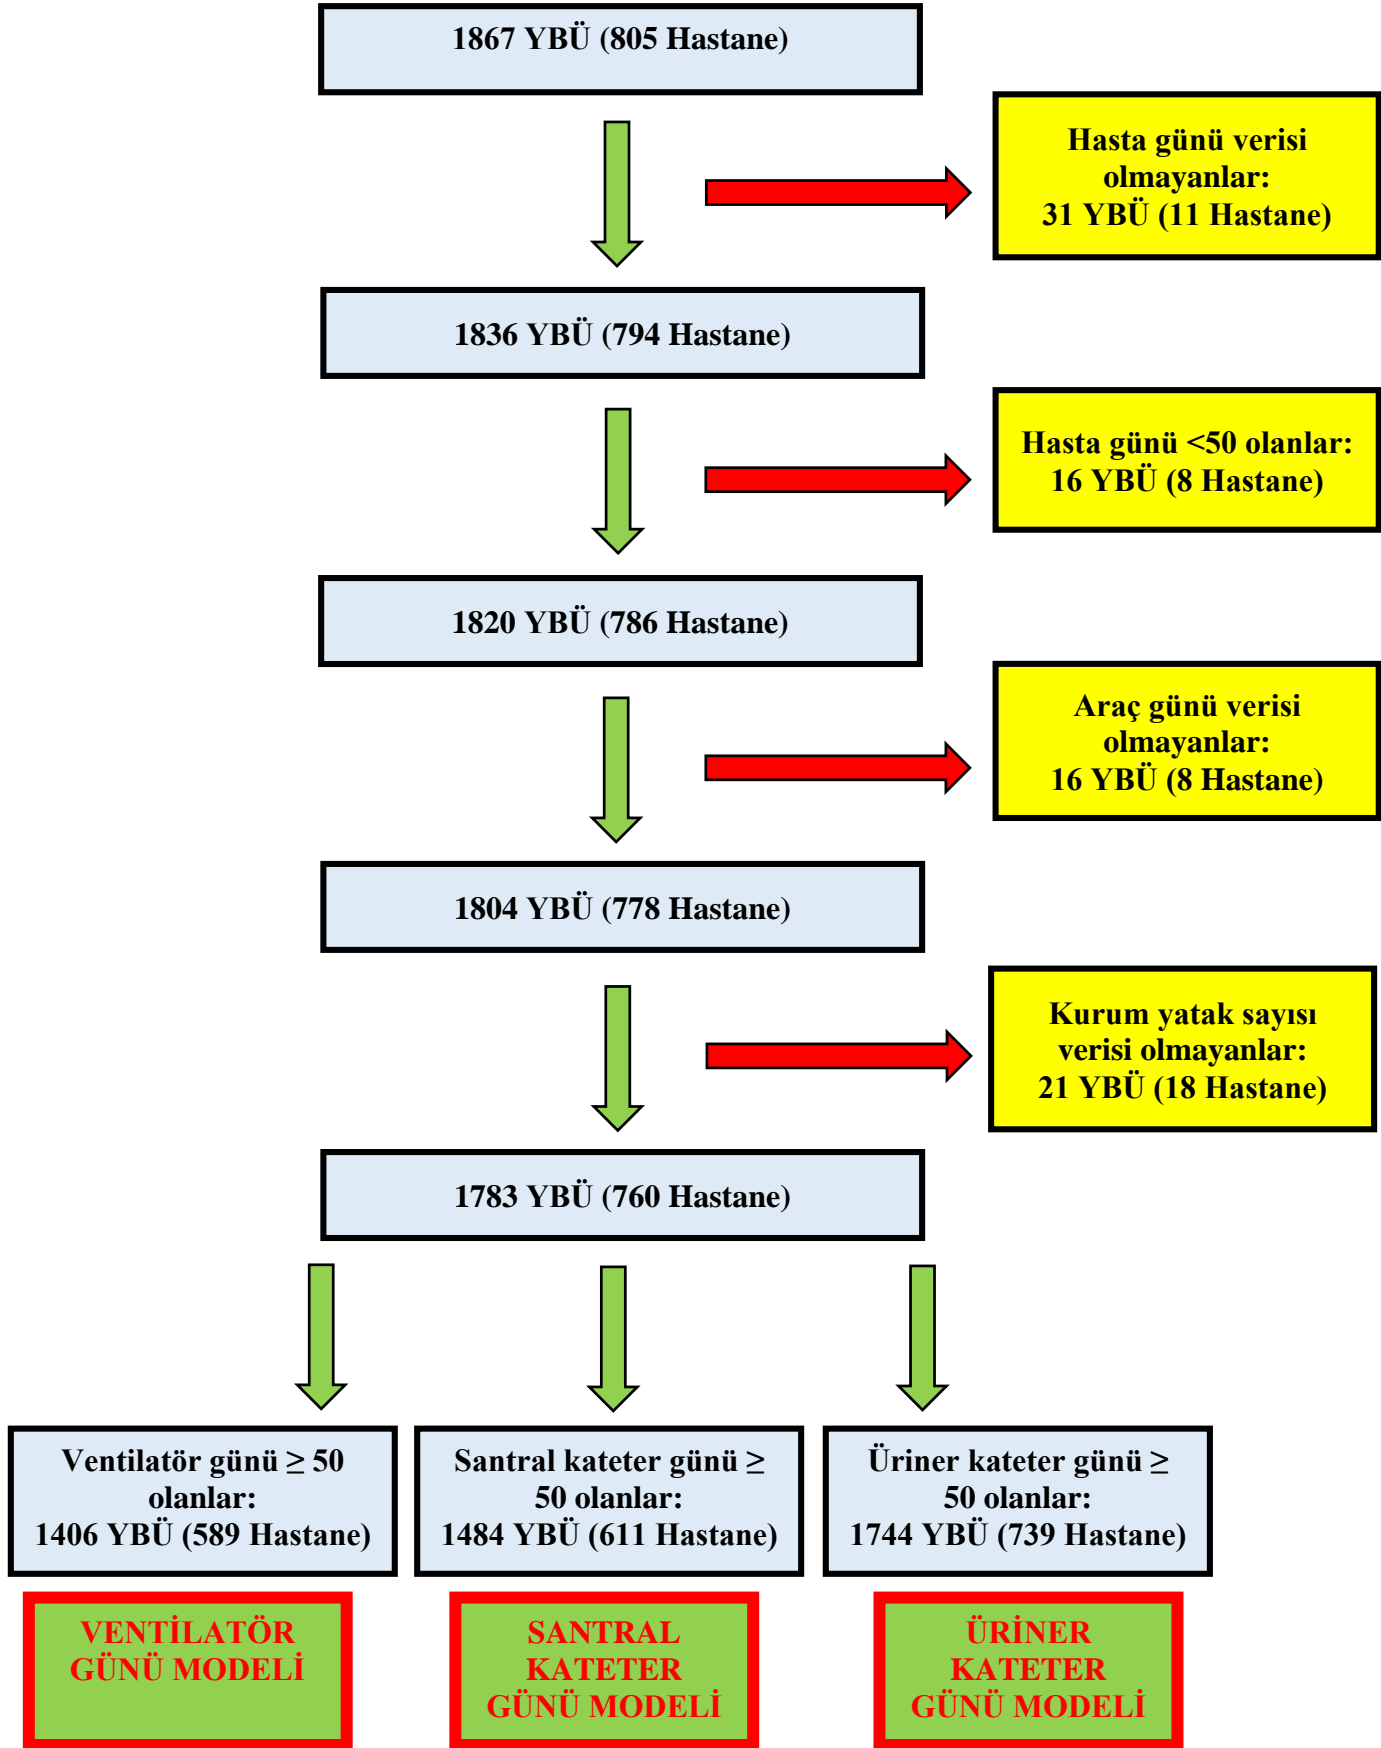 1867 YBÜ (805 Hastane)
Hasta günü verisi
olmayanlar:
31 YBÜ (11 Hastane)
1836 YBÜ (794 Hastane)
Hasta günü <50 olanlar:
16 YBÜ (8 Hastane)
1820 YBÜ (786 Hastane)
Araç günü verisi
olmayanlar:
16 YBÜ (8 Hastane)
1804 YBÜ (778 Hastane)
Kurum yatak sayısı
verisi olmayanlar:
21 YBÜ (18 Hastane)
1783 YBÜ (760 Hastane)
Ventilatör günü ≥ 50
olanlar:
1406 YBÜ (589 Hastane)
Santral kateter günü ≥
50 olanlar:
1484 YBÜ (611 Hastane)
Üriner kateter günü ≥
50 olanlar:
1744 YBÜ (739 Hastane)
VENTİLATÖR
GÜNÜ MODELİ
SANTRAL
KATETER
GÜNÜ MODELİ
ÜRİNER
KATETER
GÜNÜ MODELİ